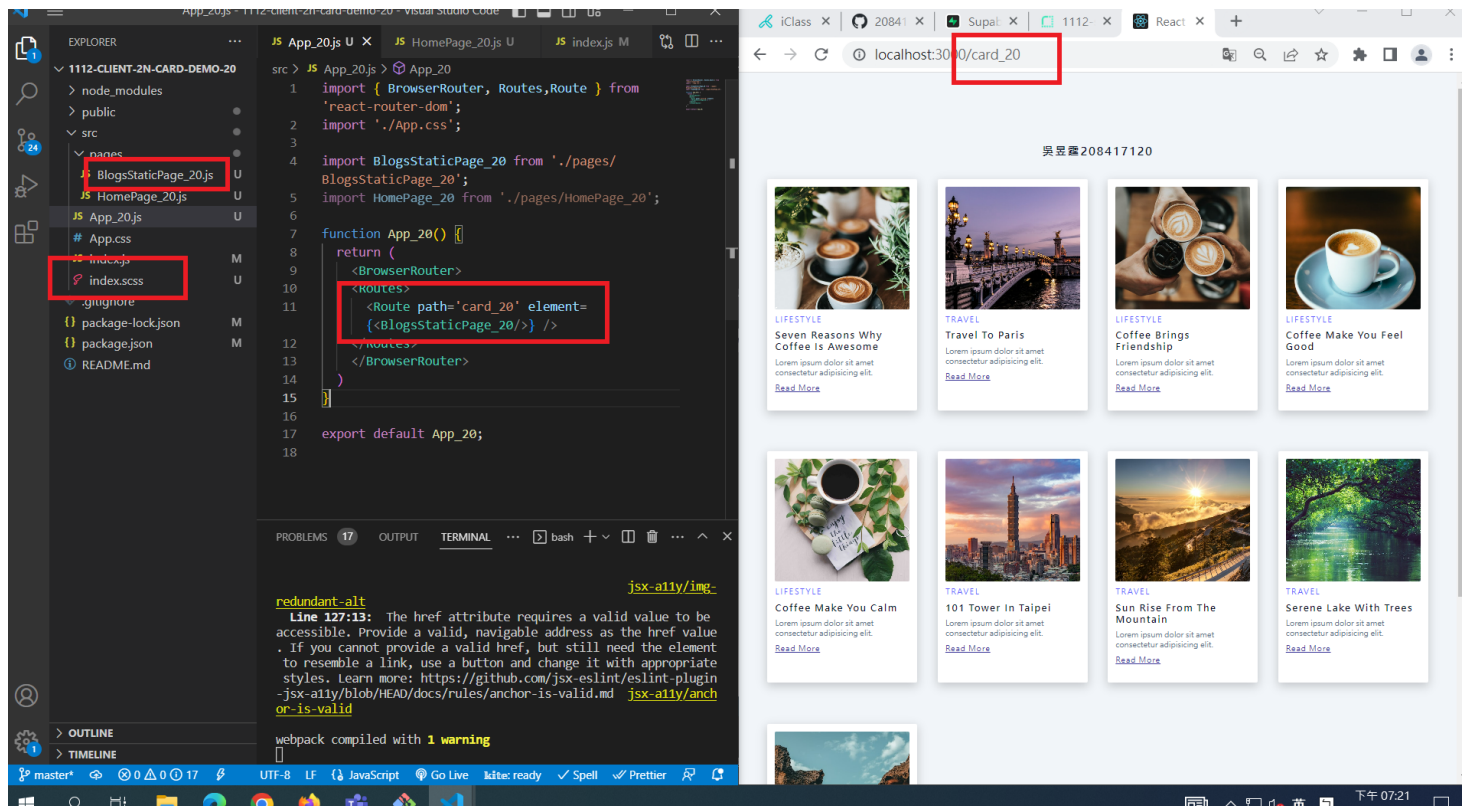 App_20.js - 1112-client-2n-card-demo-20 - Visual Studio Code
EXPLORER
1112-CLIENT-2N-CARD-DEMO-20
node_modules
public
src
pages
BlogsStaticPage_20.js U
HomePage_20.js U
App_20.js U
App.css
index.js M
index.scss U
.gitignore
package-lock.json M
package.json M
README.md
OUTLINE
TIMELINE
1
24
1
JS App_20.js U
JS HomePage_20.js U
JS index.js M
src > JS App_20.js > App_20
1 import { BrowserRouter, Routes,Route } from
'react-router-dom';
2 import './App.css';
3
4 import BlogsStaticPage_20 from './pages/
BlogsStaticPage_20';
5 import HomePage_20 from './pages/HomePage_20';
6
7 function App_20() {
8 return (
9 <BrowserRouter>
10 <Routes>
11 <Route path='card_20' element=
{<BlogsStaticPage_20/>} />
12 </Routes>
13 </BrowserRouter>
14 )
15 }
16
17 export default App_20;
18
PROBLEMS 17 OUTPUT TERMINAL ... bash
jsx-a11y/img-
redundant-alt
Line 127:13: The href attribute requires a valid value to be
accessible. Provide a valid, navigable address as the href value
. If you cannot provide a valid href, but still need the element
to resemble a link, use a button and change it with appropriate
styles. Learn more: https://github.com/jsx-eslint/eslint-plugin
-jsx-a11y/blob/HEAD/docs/rules/anchor-is-valid.md jsx-a11y/anch
or-is-valid
webpack compiled with 1 warning
master* 0 0 17 UTF-8 LF JavaScript Go Live kite: ready Spell Prettier
iClass
20841
Supab
1112-
React
localhost:3000/card_20
吳昱霆208417120
LIFESTYLE
Seven Reasons Why
Coffee Is Awesome
Lorem ipsum dolor sit amet
consectetur adipisicing elit.
Read More
TRAVEL
Travel To Paris
Lorem ipsum dolor sit amet
consectetur adipisicing elit.
Read More
LIFESTYLE
Coffee Brings
Friendship
Lorem ipsum dolor sit amet
consectetur adipisicing elit.
Read More
LIFESTYLE
Coffee Make You Feel
Good
Lorem ipsum dolor sit amet
consectetur adipisicing elit.
Read More
enjoy
the
little
things
LIFESTYLE
Coffee Make You Calm
Lorem ipsum dolor sit amet
consectetur adipisicing elit.
Read More
TRAVEL
101 Tower In Taipei
Lorem ipsum dolor sit amet
consectetur adipisicing elit.
Read More
TRAVEL
Sun Rise From The
Mountain
Lorem ipsum dolor sit amet
consectetur adipisicing elit.
Read More
TRAVEL
Serene Lake With Trees
Lorem ipsum dolor sit amet
consectetur adipisicing elit.
Read More
英
下午 07:21